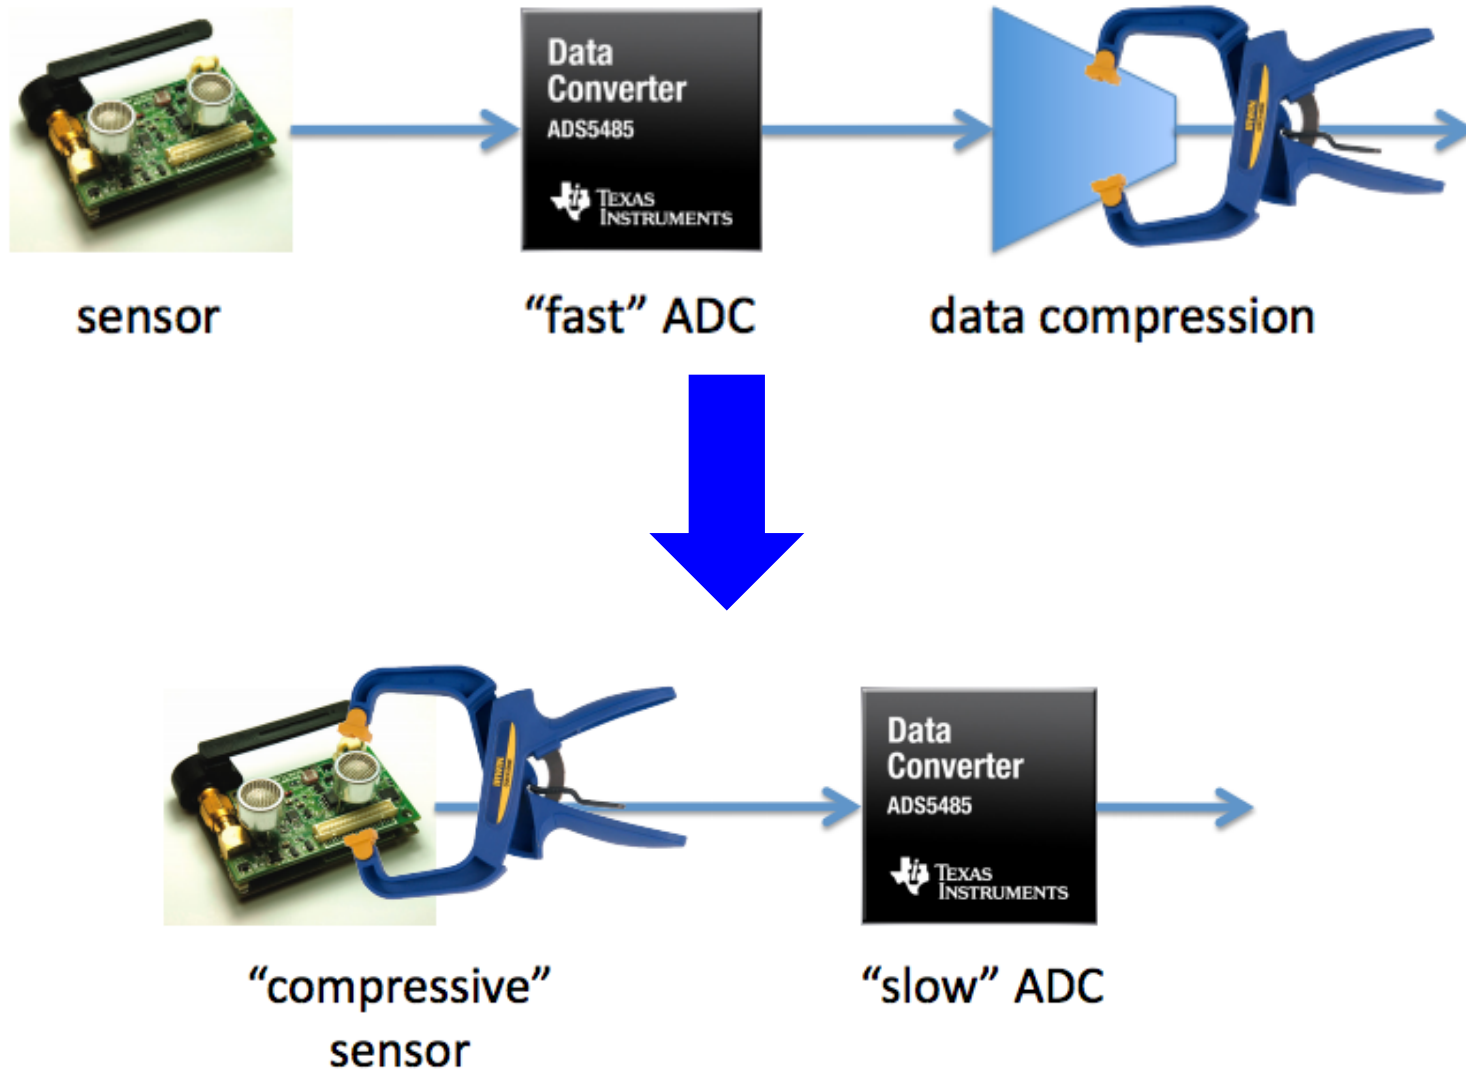 Data
Converter
ADS5485
TEXAS
INSTRUMENTS
sensor
“fast” ADC
data compression
Data
Converter
ADS5485
TEXAS
INSTRUMENTS
“compressive”
sensor
“slow” ADC